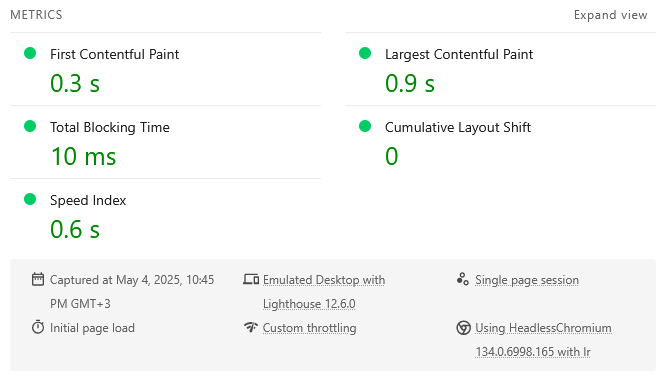 METRICS
Expand view
First Contentful Paint
0.3 s
Largest Contentful Paint
0.9 s
Total Blocking Time
10 ms
Cumulative Layout Shift
0
Speed Index
0.6 s
Captured at May 4, 2025, 10:45
PM GMT+3
Emulated Desktop with
Lighthouse 12.6.0
Single page session
Initial page load
Custom throttling
Using HeadlessChromium
134.0.6998.165 with lr